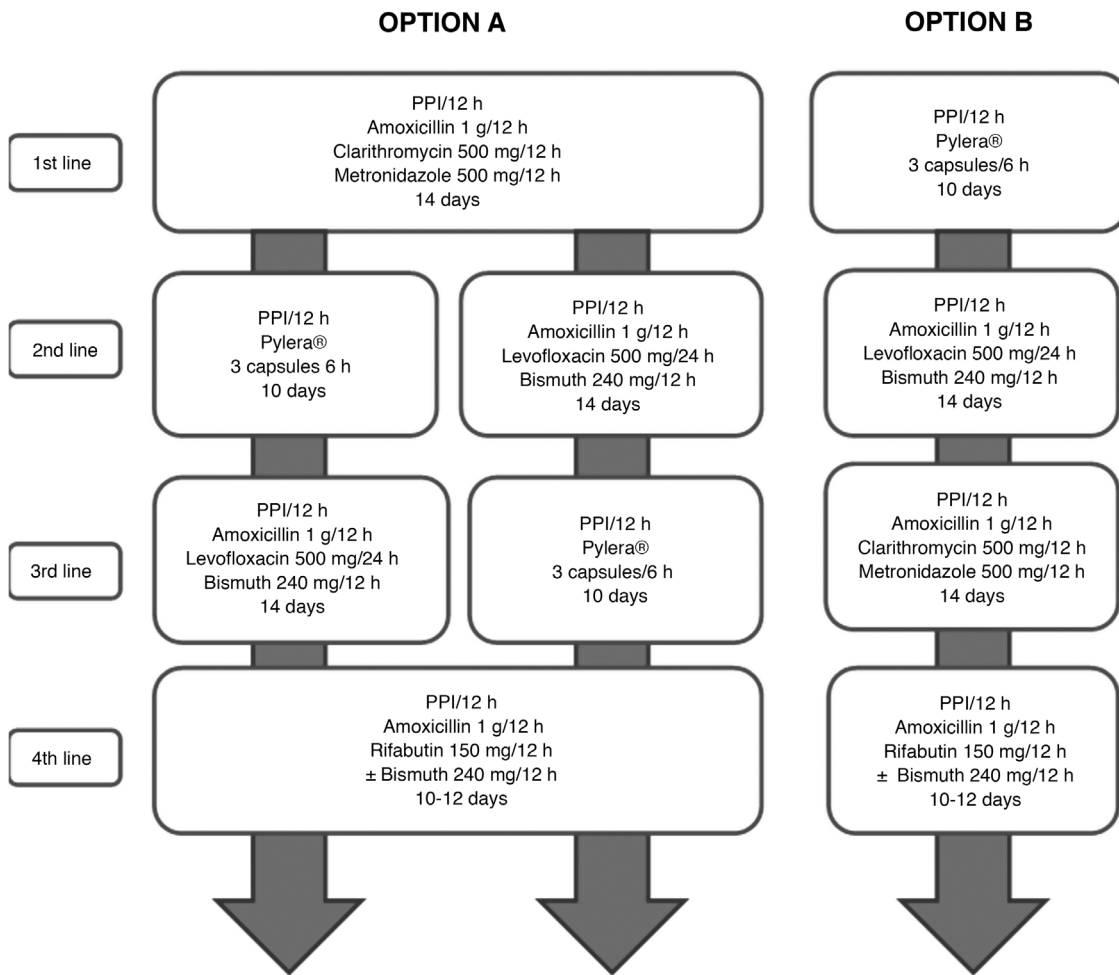 OPTION A
OPTION B
1st line
PPI/12 h
Amoxicillin 1 g/12 h
Clarithromycin 500 mg/12 h
Metronidazole 500 mg/12 h
14 days
PPI/12 h
Pylera®
3 capsules/6 h
10 days
2nd line
PPI/12 h
Pylera®
3 capsules 6 h
10 days
PPI/12 h
Amoxicillin 1 g/12 h
Levofloxacin 500 mg/24 h
Bismuth 240 mg/12 h
14 days
PPI/12 h
Amoxicillin 1 g/12 h
Levofloxacin 500 mg/24 h
Bismuth 240 mg/12 h
14 days
3rd line
PPI/12 h
Amoxicillin 1 g/12 h
Levofloxacin 500 mg/24 h
Bismuth 240 mg/12 h
14 days
PPI/12 h
Pylera®
3 capsules/6 h
10 days
PPI/12 h
Amoxicillin 1 g/12 h
Clarithromycin 500 mg/12 h
Metronidazole 500 mg/12 h
14 days
4th line
PPI/12 h
Amoxicillin 1 g/12 h
Rifabutin 150 mg/12 h
± Bismuth 240 mg/12 h
10-12 days
PPI/12 h
Amoxicillin 1 g/12 h
Rifabutin 150 mg/12 h
± Bismuth 240 mg/12 h
10-12 days